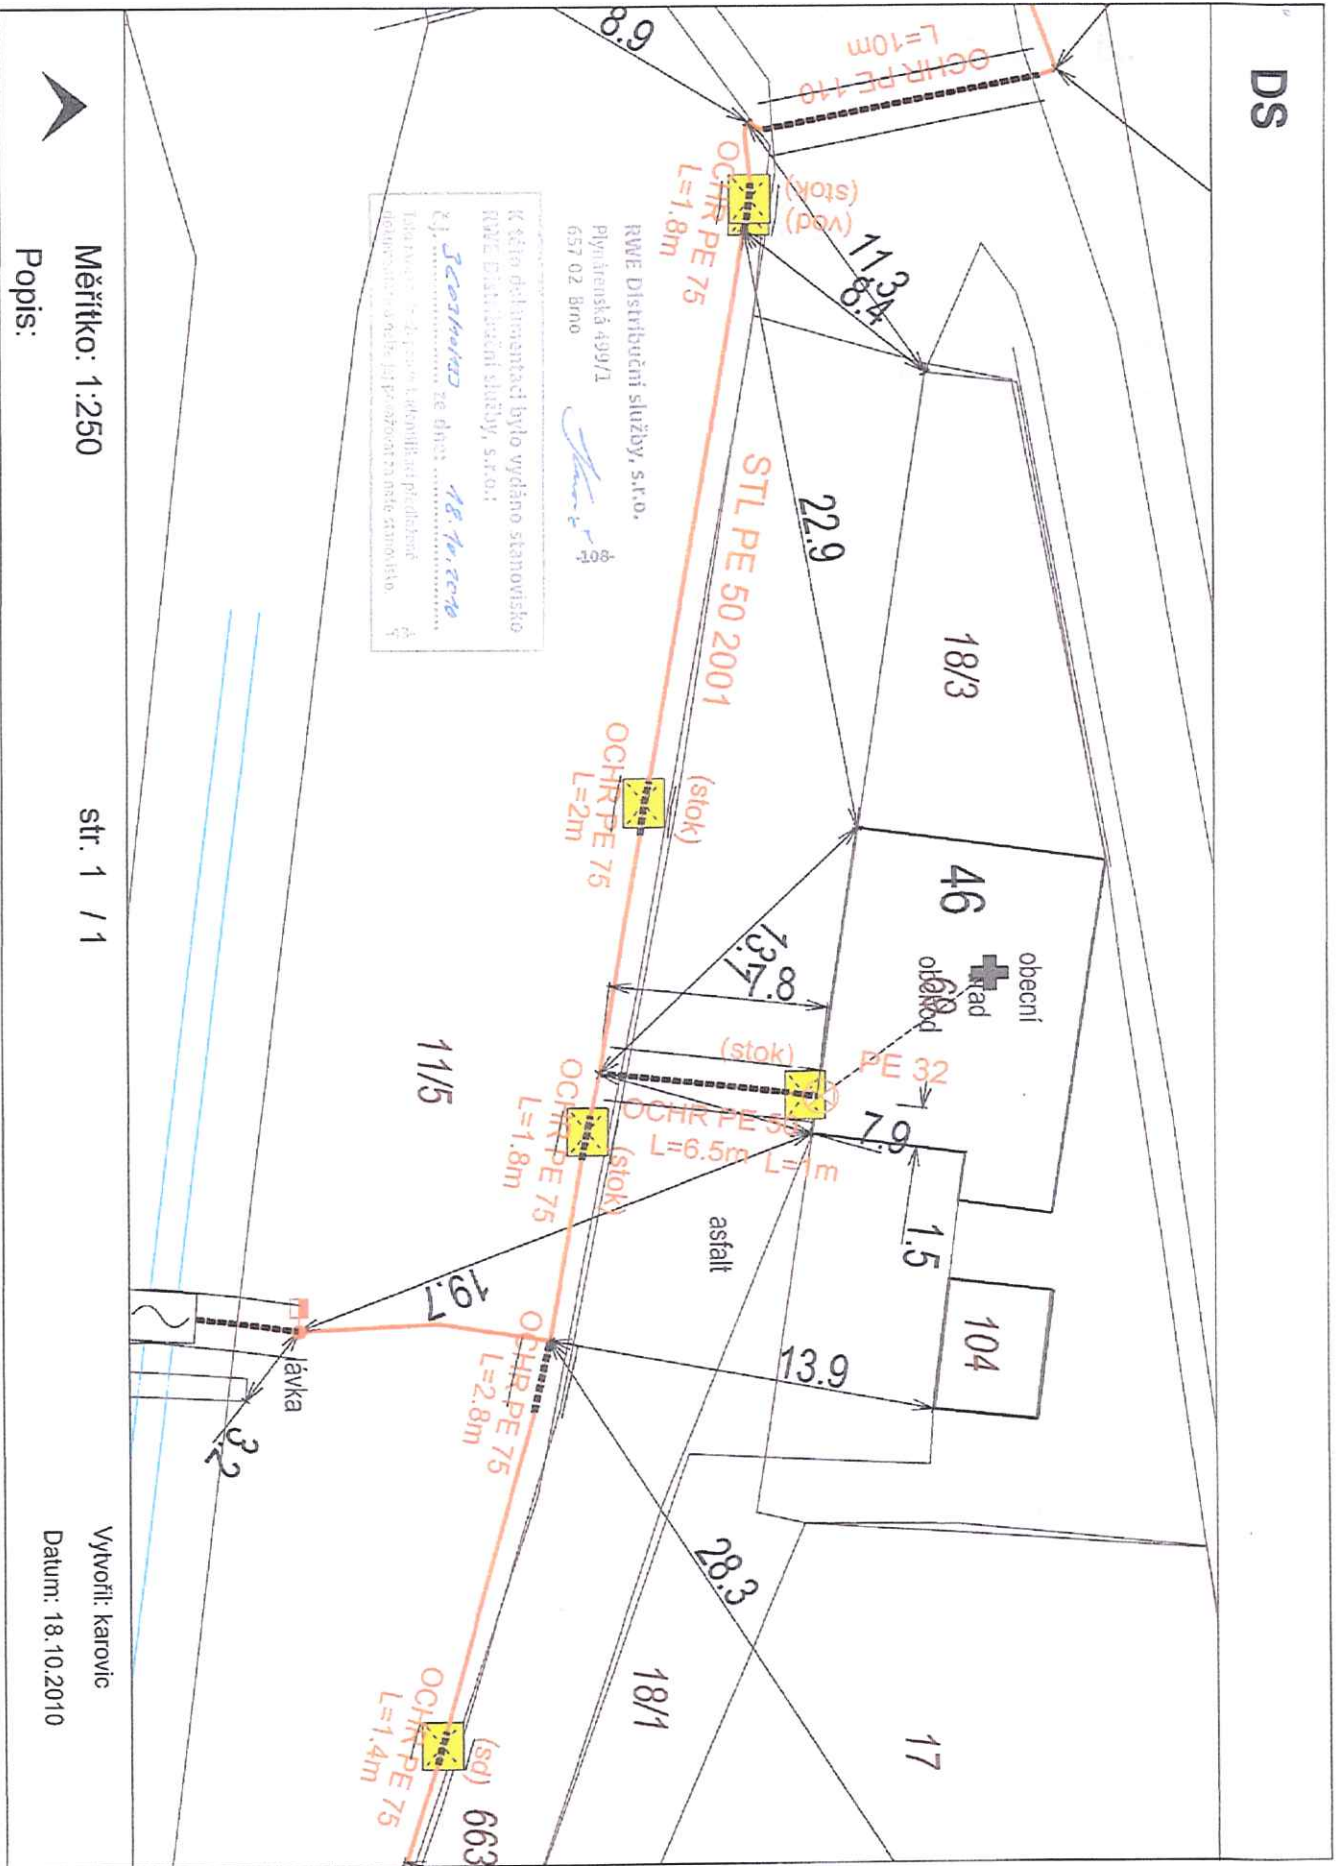 DS
OCHR PE 110
L=10m
8.9
(vod)
(stok)
OCHR PE 75
L=1.8m
11.3
8.4
22.9
STL PE 50 2001
18/3
RWE Distribuční služby, s.r.o.
Plynárenská 499/1
657 02 Brno
-108-
K této dokumentaci bylo vydáno stanovisko
RWE Distribuční služby, s.r.o.:
č.j. ze dne: 18.10.2010
(stok)
OCHR PE 75
L=2m
46
obecní
úřad
obchod
69
13.7
7.8
(stok)
PE 32
7.9
OCHR PE 50
L=6.5m L=1m
OCHR PE 75
L=1.8m
(stok)
1.5
11/5
asfalt
104
13.9
19.7
OCHR PE 75
L=2.8m
lávka
3.2
28.3
17
18/1
OCHR PE 75
L=1.4m
(sd)
663
Měřítko: 1:250
str. 1 / 1
Vytvořil: karovic
Popis:
Datum: 18.10.2010